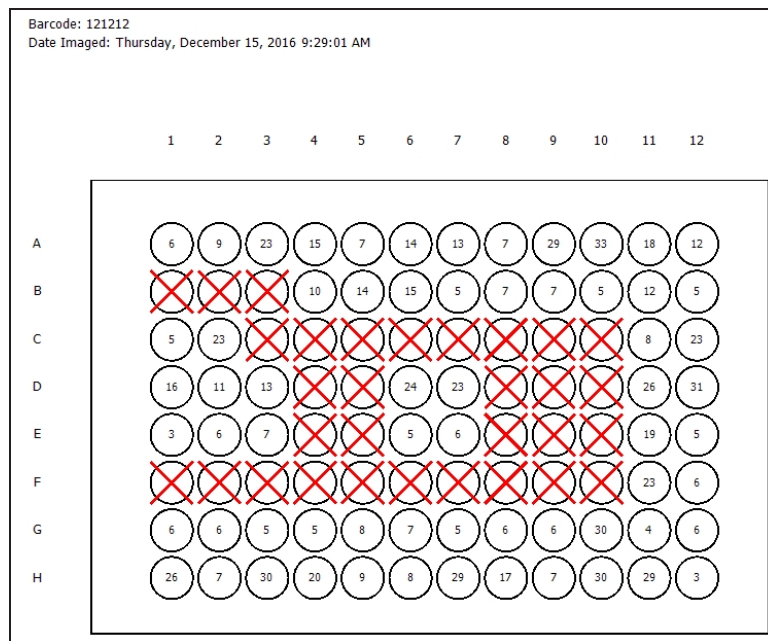 Barcode: 121212
Date Imaged: Thursday, December 15, 2016 9:29:01 AM
1 2 3 4 5 6 7 8 9 10 11 12
A 6 9 23 15 7 14 13 7 29 33 18 12
B 10 14 15 5 7 7 5 12 5
C 5 23 8 23
D 16 11 13 24 23 26 31
E 3 6 7 5 6 19 5
F 23 6
G 6 6 5 5 8 7 5 6 6 30 4 6
H 26 7 30 20 9 8 29 17 7 30 29 3